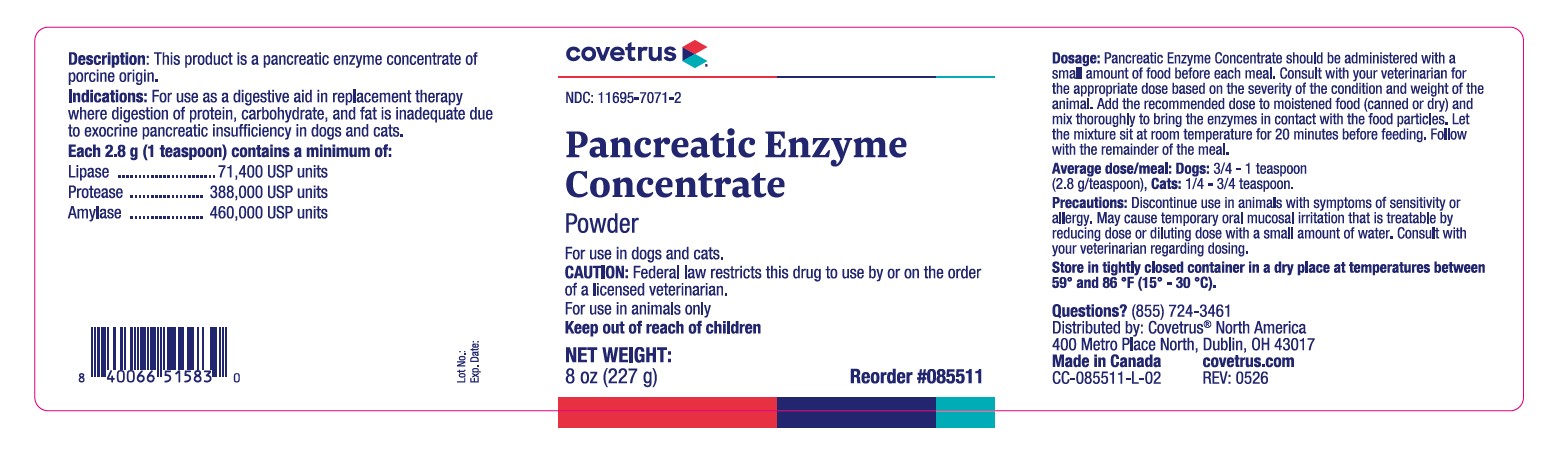 Description: This product is a pancreatic enzyme concentrate of
porcine origin.
Indications: For use as a digestive aid in replacement therapy
where digestion of protein, carbohydrate, and fat is inadequate due
to exocrine pancreatic insufficiency in dogs and cats.
Each 2.8 g (1 teaspoon) contains a minimum of:
Lipase ....................... 71,400 USP units
Protease .................. 388,000 USP units
Amylase .................. 460,000 USP units
8 40066 51583 0
Lot No.:
Exp. Date:
covetrus
NDC: 11695-7071-2
Pancreatic Enzyme
Concentrate
Powder
For use in dogs and cats.
CAUTION: Federal law restricts this drug to use by or on the order
of a licensed veterinarian.
For use in animals only
Keep out of reach of children
NET WEIGHT:
8 oz (227 g) Reorder #085511
Dosage: Pancreatic Enzyme Concentrate should be administered with a
small amount of food before each meal. Consult with your veterinarian for
the appropriate dose based on the severity of the condition and weight of the
animal. Add the recommended dose to moistened food (canned or dry) and
mix thoroughly to bring the enzymes in contact with the food particles. Let
the mixture sit at room temperature for 20 minutes before feeding. Follow
with the remainder of the meal.
Average dose/meal: Dogs: 3/4 - 1 teaspoon
(2.8 g/teaspoon), Cats: 1/4 - 3/4 teaspoon.
Precautions: Discontinue use in animals with symptoms of sensitivity or
allergy. May cause temporary oral mucosal irritation that is treatable by
reducing dose or diluting dose with a small amount of water. Consult with
your veterinarian regarding dosing.
Store in tightly closed container in a dry place at temperatures between
59° and 86 °F (15° - 30 °C).
Questions? (855) 724-3461
Distributed by: Covetrus® North America
400 Metro Place North, Dublin, OH 43017
Made in Canada covetrus.com
CC-085511-L-02 REV: 0526